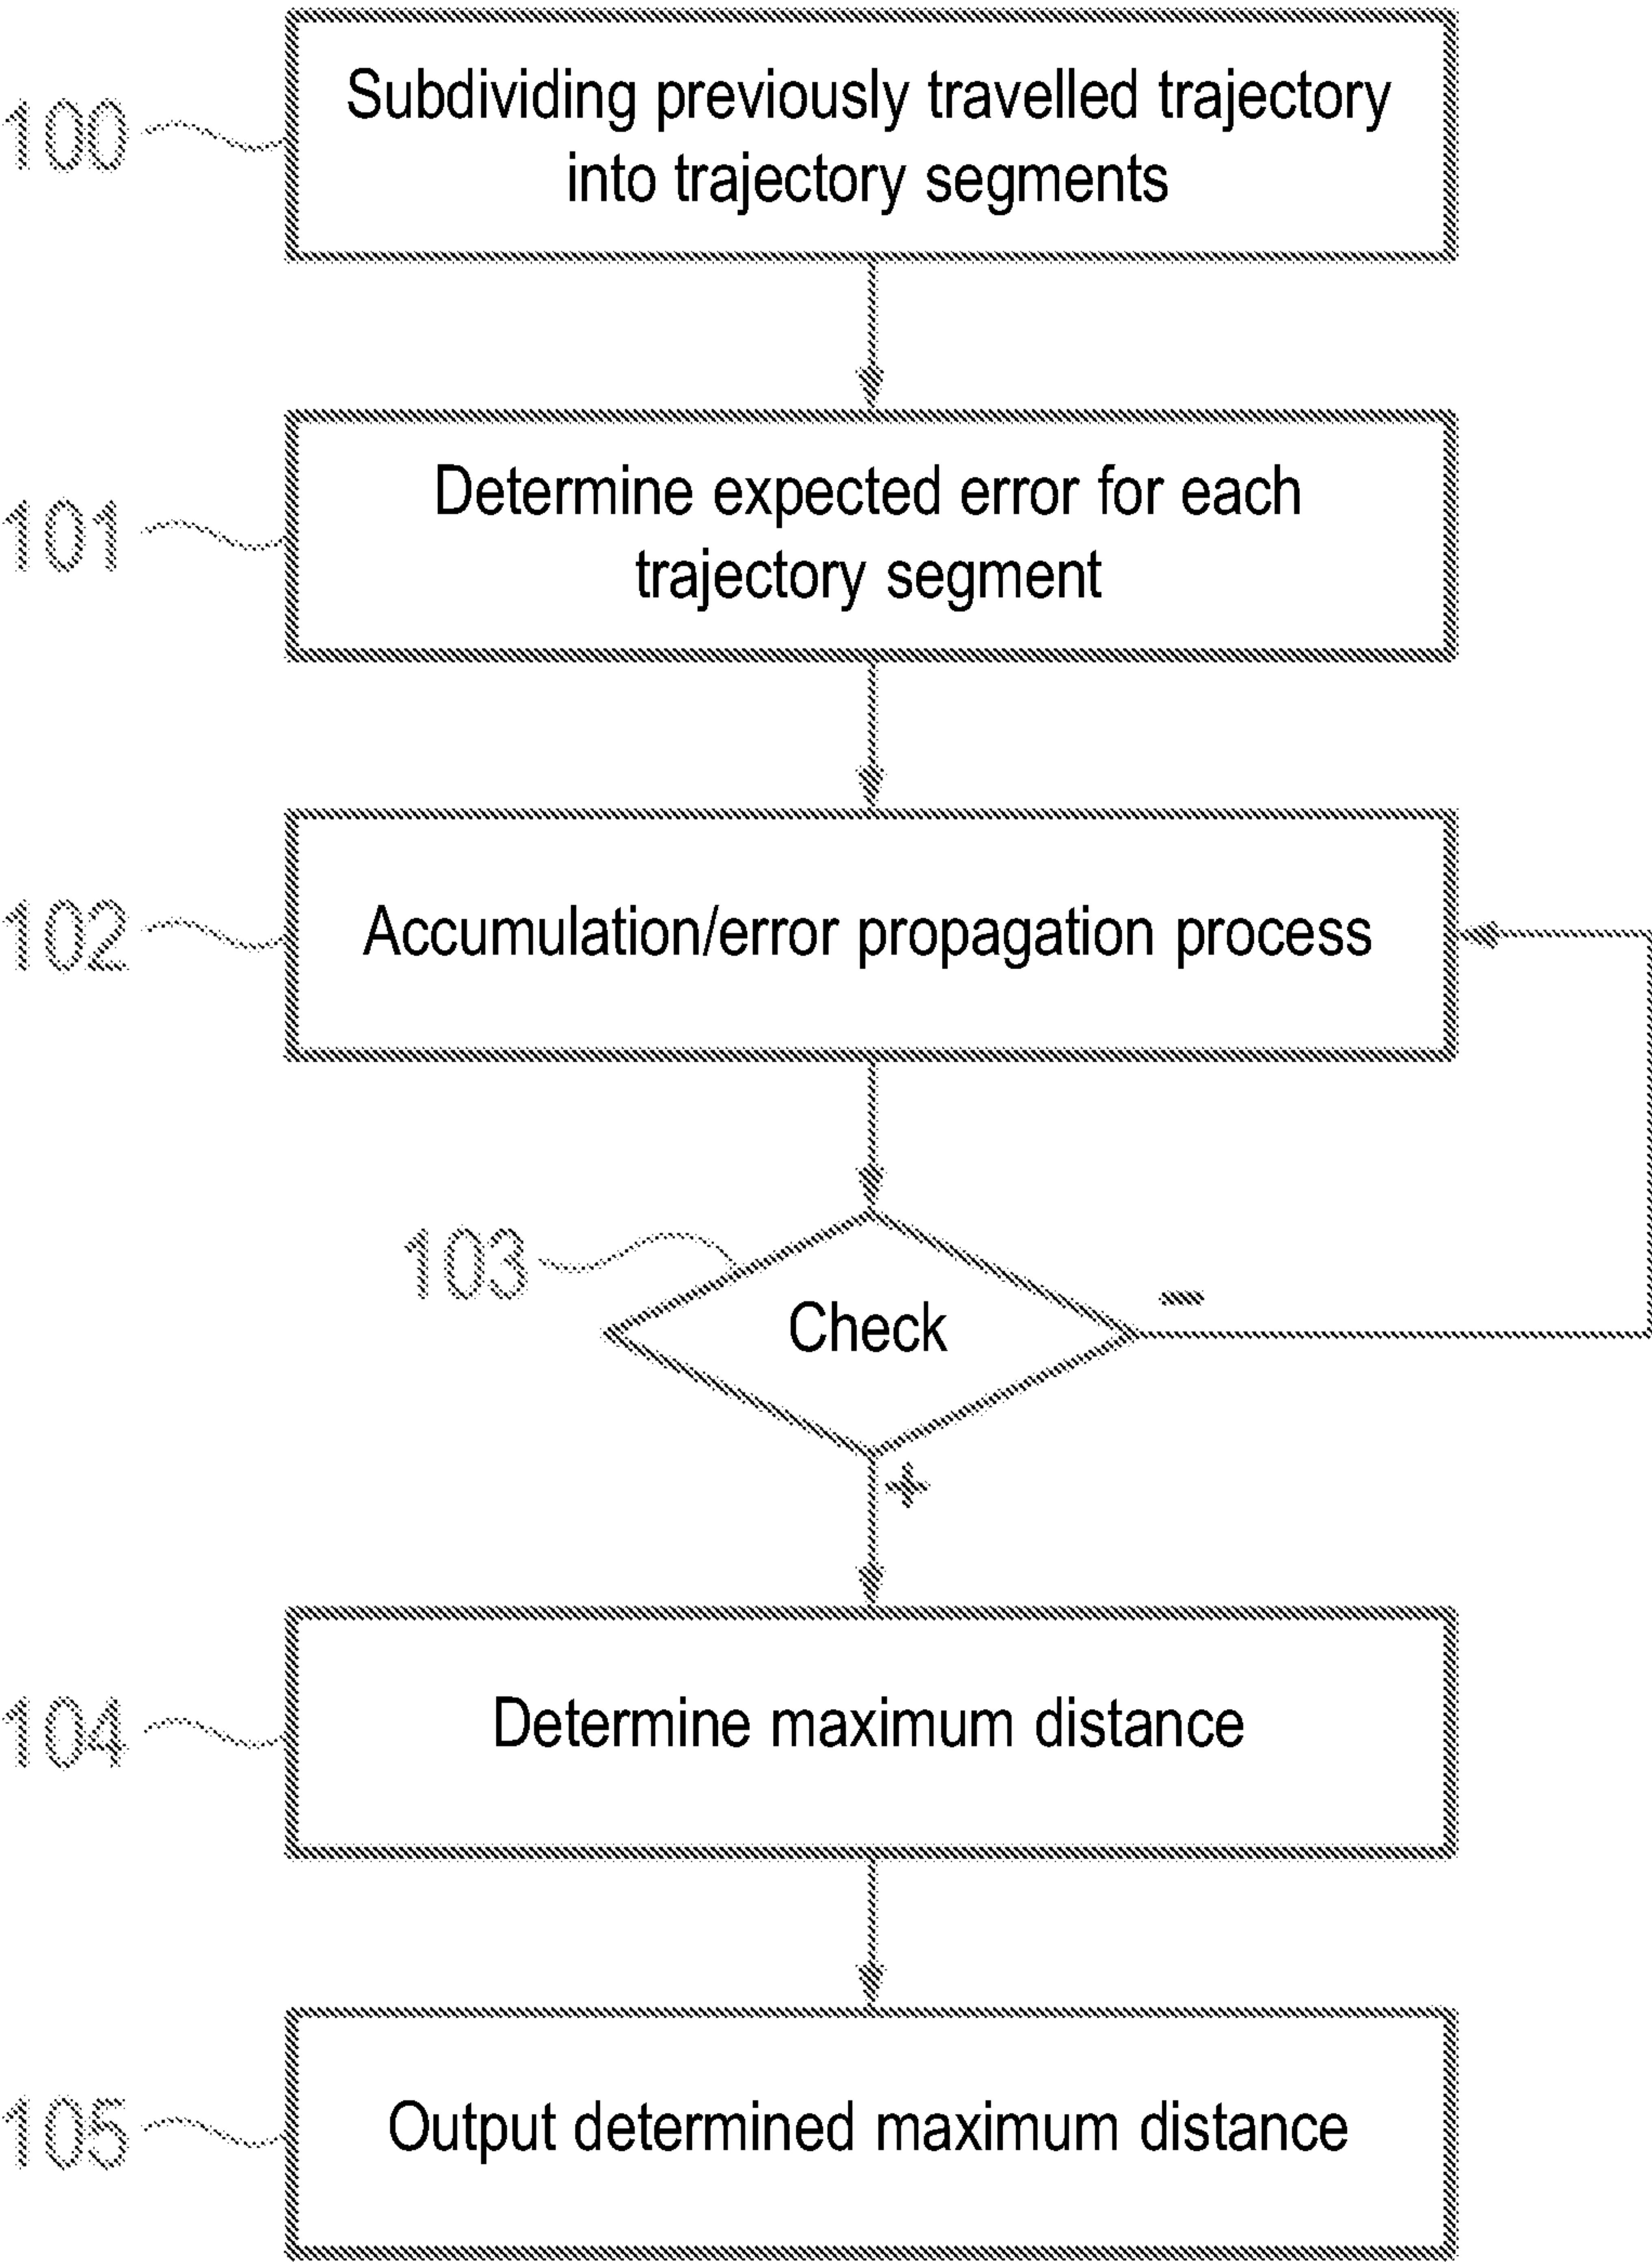 100
Subdividing previously travelled trajectory
into trajectory segments
101
Determine expected error for each
trajectory segment
102
Accumulation/error propagation process
103
Check
–
+
104
Determine maximum distance
105
Output determined maximum distance